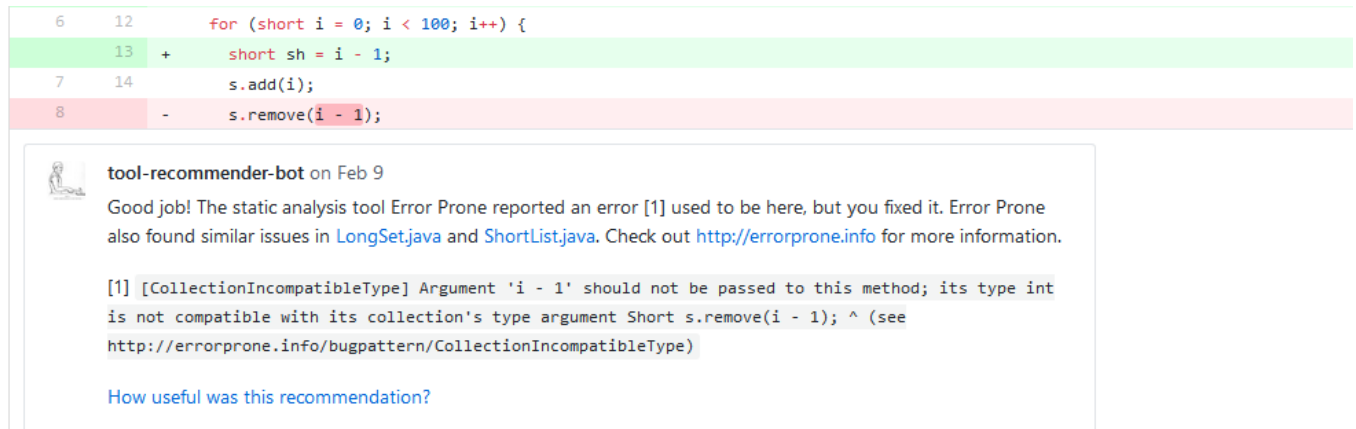 6 12 for (short i = 0; i < 100; i++) {
13 + short sh = i - 1;
7 14 s.add(i);
8 - s.remove(i - 1);
tool-recommender-bot on Feb 9
Good job! The static analysis tool Error Prone reported an error [1] used to be here, but you fixed it. Error Prone
also found similar issues in LongSet.java and ShortList.java. Check out http://errorprone.info for more information.
[1] [CollectionIncompatibleType] Argument 'i - 1' should not be passed to this method; its type int
is not compatible with its collection's type argument Short s.remove(i - 1); ^ (see
http://errorprone.info/bugpattern/CollectionIncompatibleType)
How useful was this recommendation?